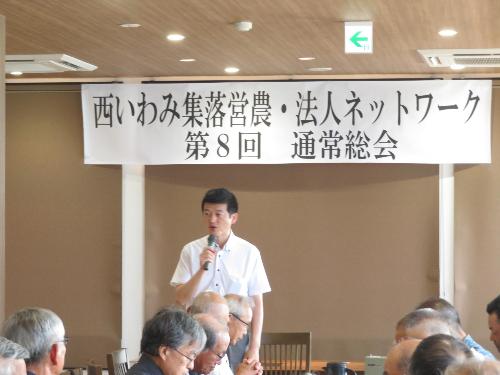 西いわみ集落営農・法人ネットワーク
第８回　通常総会